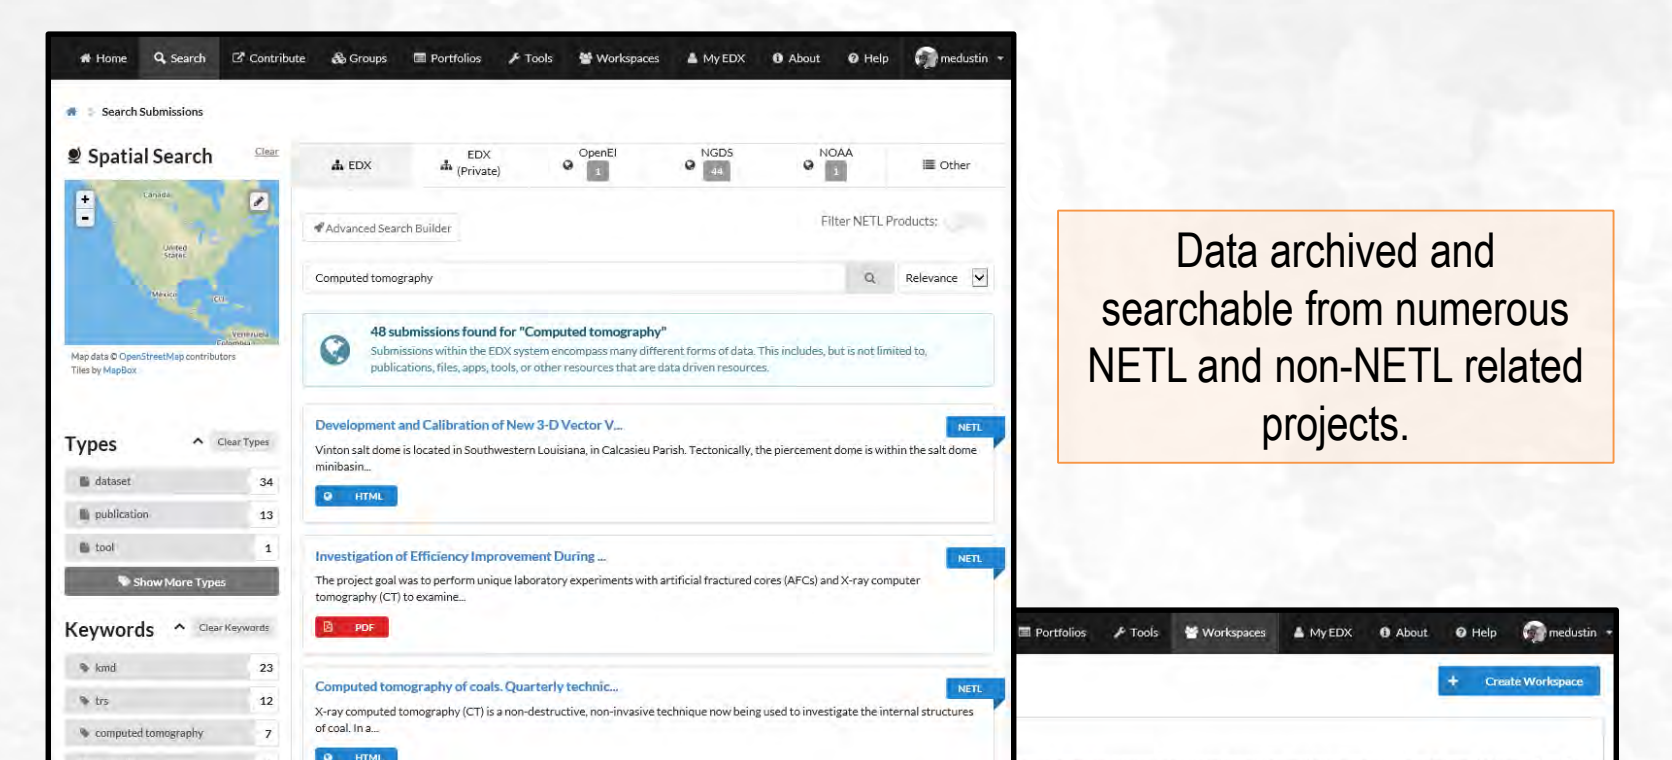 Home Search Contribute Groups Portfolios Tools Workspaces My EDX About Help medustin
Search Submissions
Spatial Search Clear
Canada
United
States
Mexico
Venezuela
Colombia
Map data © OpenStreetMap contributors
Tiles by MapBox
Types Clear Types
dataset 34
publication 13
tool 1
Show More Types
Keywords Clear Keywords
kmd 23
trs 12
computed tomography 7
EDX
EDX
(Private)
OpenEI
1
NGDS
44
NOAA
1
Other
Advanced Search Builder
Filter NETL Products:
Computed tomography
Relevance
48 submissions found for "Computed tomography"
Submissions within the EDX system encompass many different forms of data. This includes, but is not limited to,
publications, files, apps, tools, or other resources that are data driven resources.
Development and Calibration of New 3-D Vector V...
NETL
Vinton salt dome is located in Southwestern Louisiana, in Calcasieu Parish. Tectonically, the piercement dome is within the salt dome
minibasin...
HTML
Investigation of Efficiency Improvement During ...
NETL
The project goal was to perform unique laboratory experiments with artificial fractured cores (AFCs) and X-ray computer
tomography (CT) to examine...
PDF
Computed tomography of coals. Quarterly technic...
NETL
X-ray computed tomography (CT) is a non-destructive, non-invasive technique now being used to investigate the internal structures
of coal. In a...
HTML
Data archived and
searchable from numerous
NETL and non-NETL related
projects.
Portfolios Tools Workspaces My EDX About Help medustin
+ Create Workspace